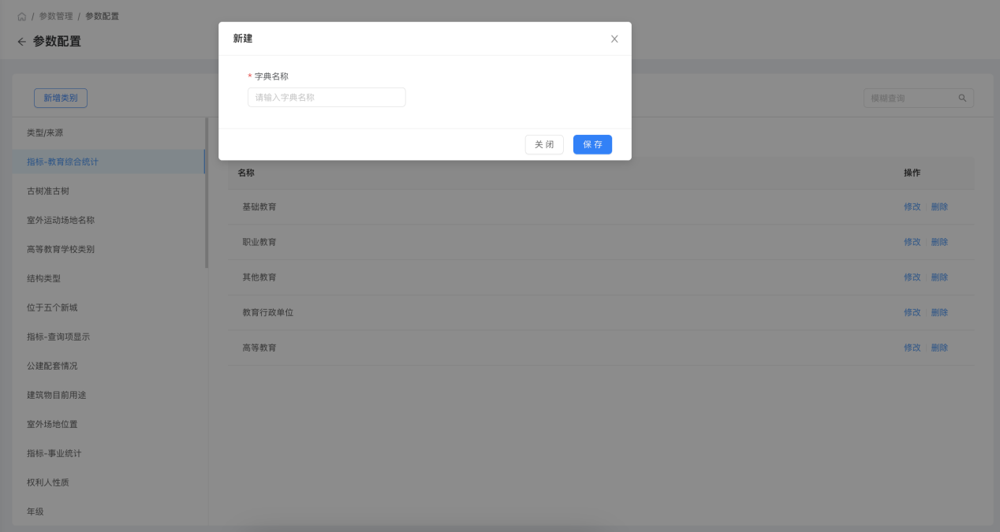 / 参数管理 / 参数配置
← 参数配置
新建
* 字典名称
请输入字典名称
关 闭
保 存
新增类别
模糊查询
类型/来源
指标-教育综合统计
古树准古树
室外运动场地名称
高等教育学校类别
结构类型
位于五个新城
指标-查询项显示
公建配套情况
建筑物目前用途
室外场地位置
指标-事业统计
权利人性质
年级
名称 操作
基础教育 修改 删除
职业教育 修改 删除
其他教育 修改 删除
教育行政单位 修改 删除
高等教育 修改 删除